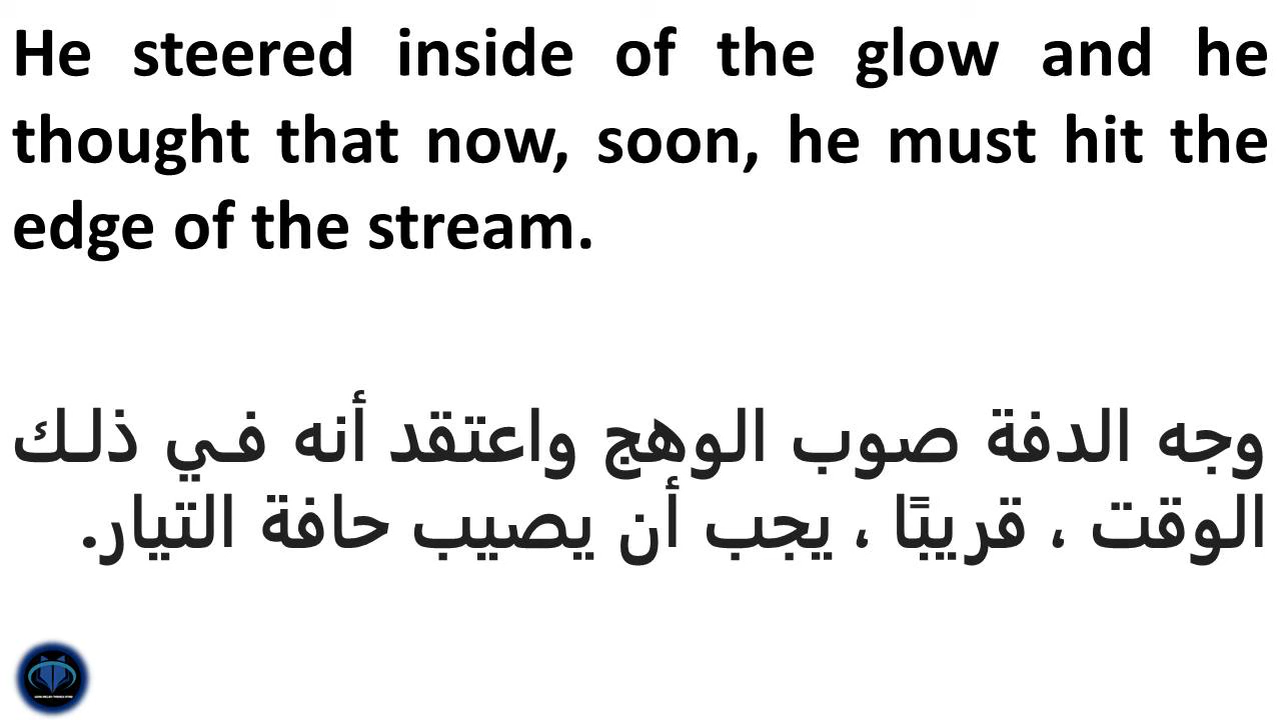 He steered inside of the glow and he
thought that now, soon, he must hit the
edge of the stream.
وجه الدفة صوب الوهج واعتقد أنه في ذلك
الوقت ، قريبًا ، يجب أن يصيب حافة التيار.